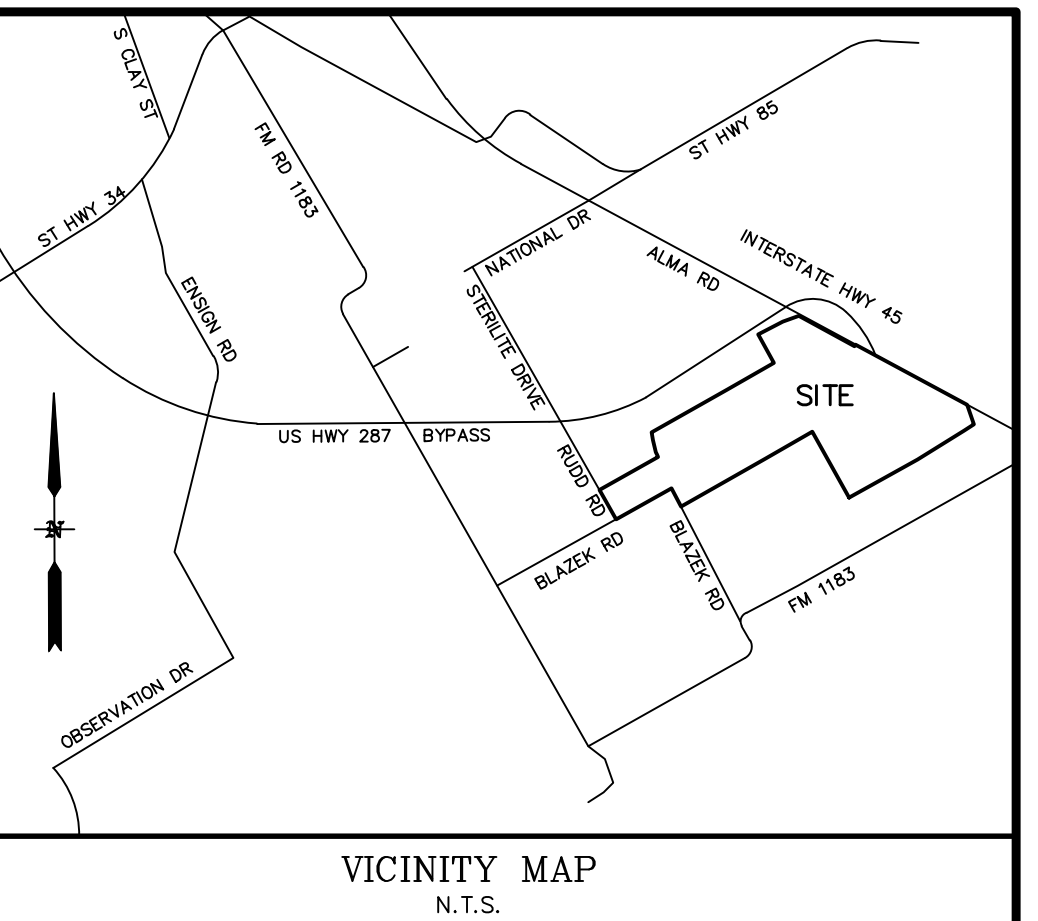 S CLAY ST
FM RD 1183
ST HWY 85
ST HWY 34
NATIONAL DR
ALMA RD
INTERSTATE HWY 45
ENSIGN RD
STERILITE DRIVE
SITE
US HWY 287 BYPASS
RUDD RD
N
BLAZEK RD
BLAZEK RD
FM 1183
OBSERVATION DR
VICINITY MAP
N.T.S.